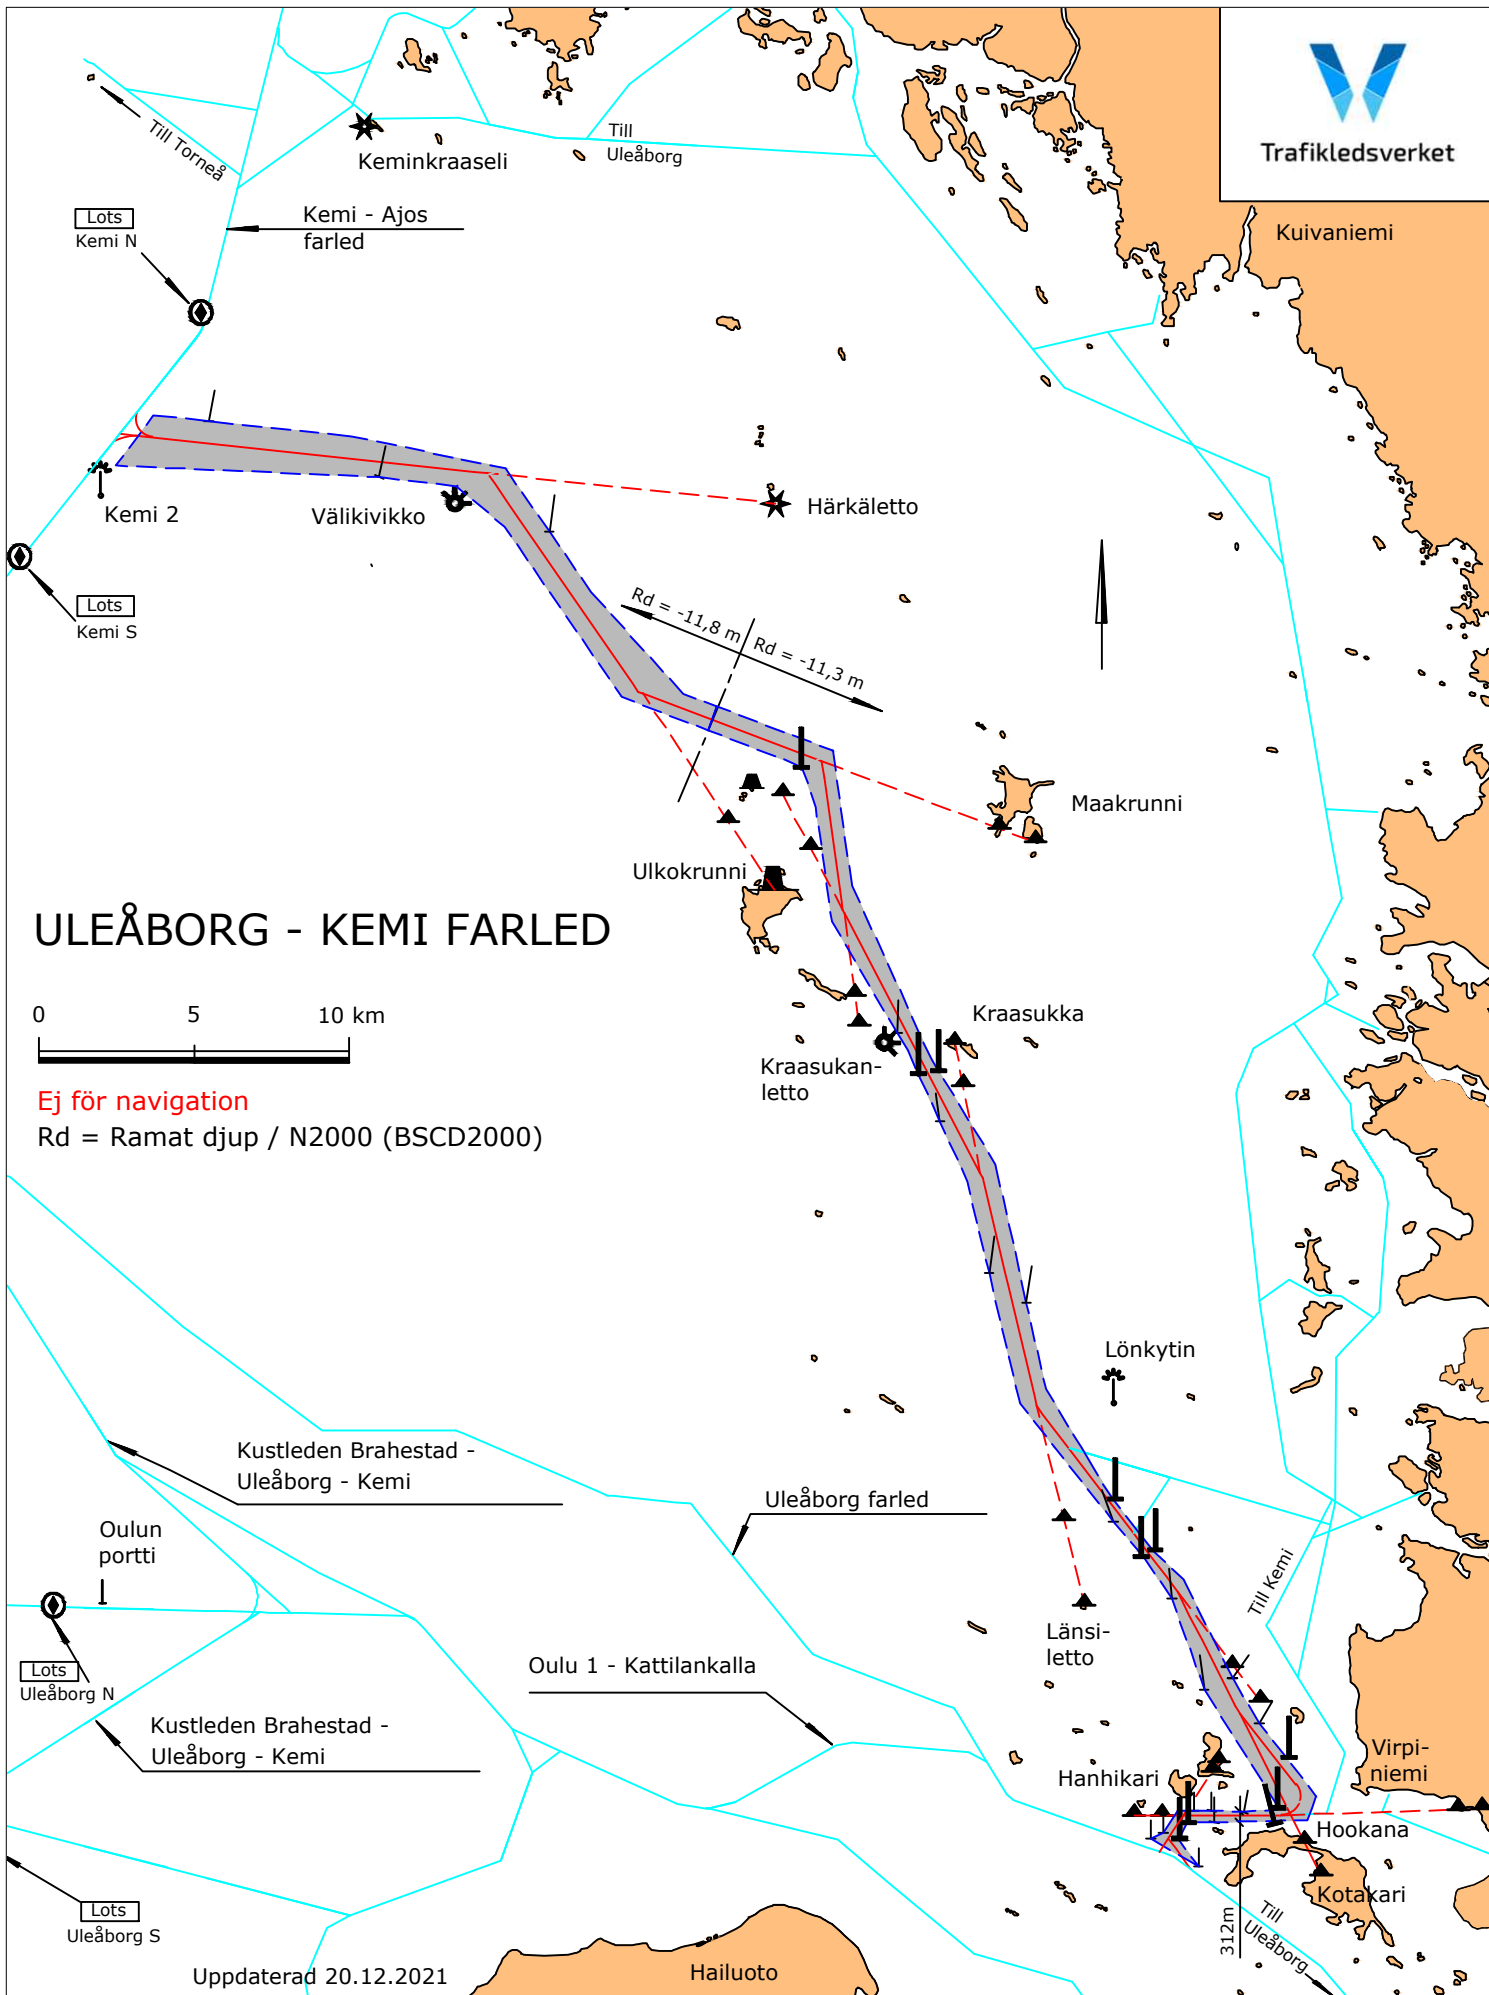 Till
Uleåborg
Trafikledsverket
Till Torneå
Keminkraaseli
Lots
Kemi N
Kemi - Ajos
farled
Kuivaniemi
Kemi 2
Välikivikko
Härkäletto
Lots
Kemi S
Rd = -11,8 m
Rd = -11,3 m
Maakrunni
Ulkokrunni
ULEÅBORG - KEMI FARLED
0 5 10 km
Kraasukka
Kraasukan-
letto
Ej för navigation
Rd = Ramat djup / N2000 (BSCD2000)
Lönkytin
Kustleden Brahestad -
Uleåborg - Kemi
Uleåborg farled
Oulun
portti
Till Kemi
Länsi-
letto
Lots
Uleåborg N
Oulu 1 - Kattilankalla
Kustleden Brahestad -
Uleåborg - Kemi
Virpi-
niemi
Hanhikari
Hookana
Kotakari
Lots
Uleåborg S
312m
Till
Uleåborg
Hailuoto
Uppdaterad 20.12.2021